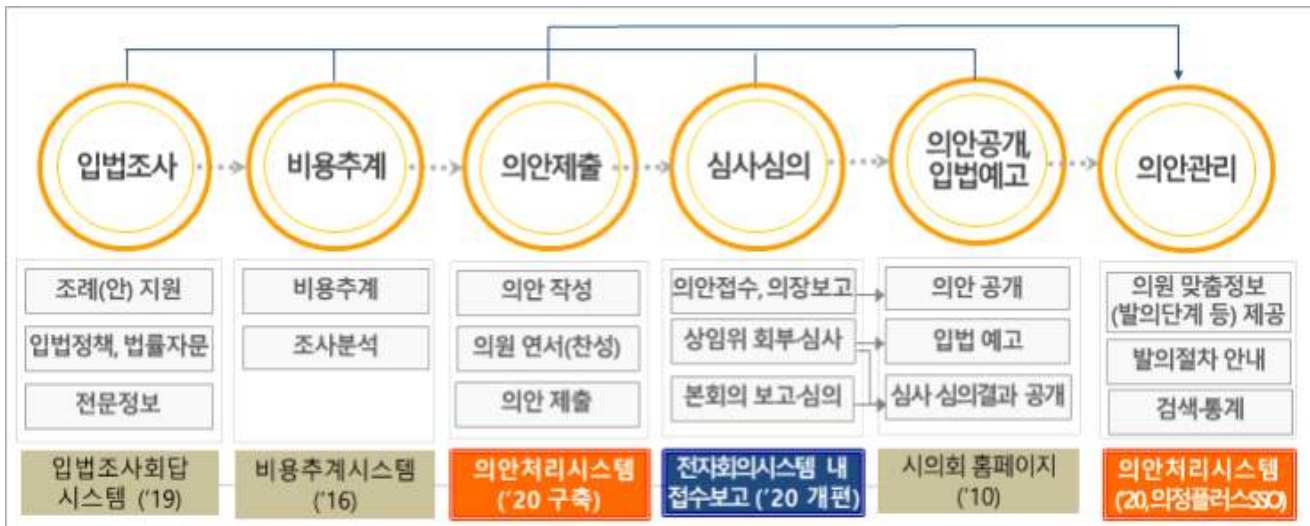 입법조사
비용추계
의안제출
심사·심의
의안공개,
입법예고
의안관리
조례(안) 지원
입법정책, 법률자문
전문정보
비용추계
조사분석
의안 작성
의원 연서(찬성)
의안 제출
의안접수, 의장보고
상임위 회부·심사
본회의 보고·심의
의안 공개
입법 예고
심사·심의결과 공개
의원 맞춤정보
(발의단계 등) 제공
발의절차 안내
검색·통계
입법조사회답
시스템 (’19)
비용추계시스템
(’16)
의안처리시스템
(’20 구축)
전자회의시스템 내
접수보고 (’20 개편)
시의회 홈페이지
(’10)
의안처리시스템
(’20, 의정플러스SSO)